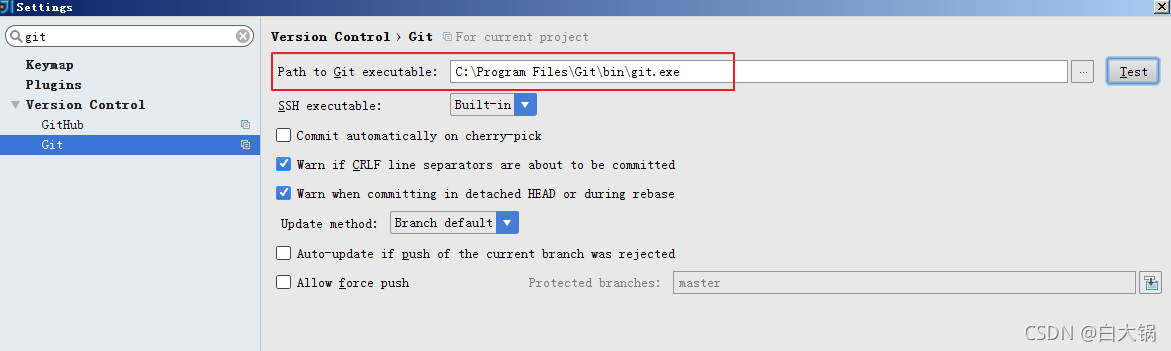 Settings
git
Version Control › Git For current project
Keymap
Path to Git executable: C:\Program Files\Git\bin\git.exe ... Test
Plugins
Version Control
SSH executable: Built-in
GitHub
Commit automatically on cherry-pick
Git
Warn if CRLF line separators are about to be committed
Warn when committing in detached HEAD or during rebase
Update method: Branch default
Auto-update if push of the current branch was rejected
Allow force push Protected branches: master
CSDN @白大锅